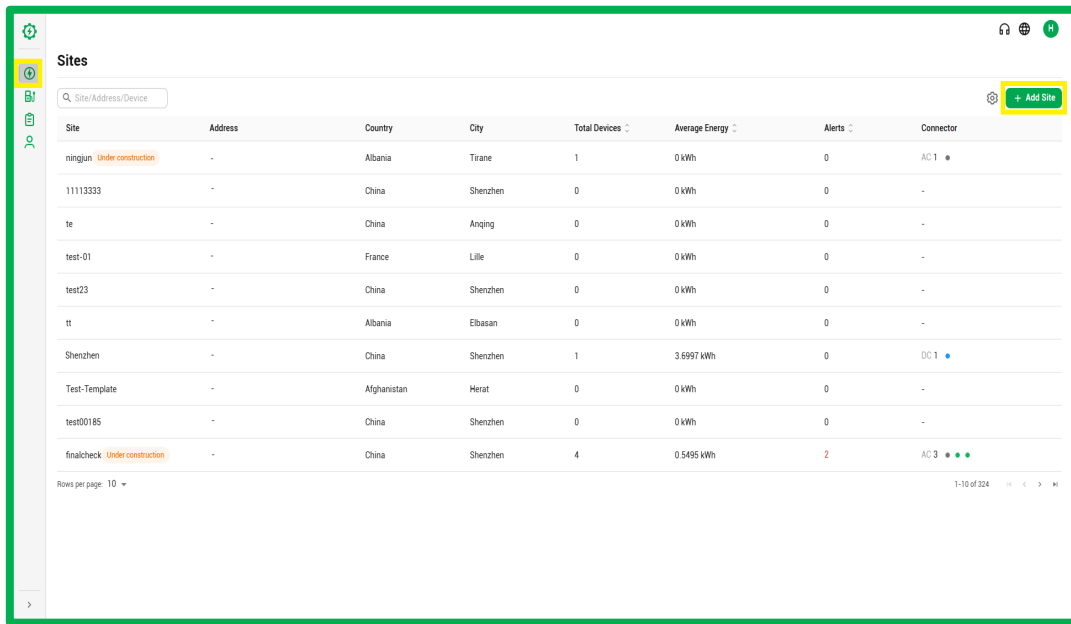 H
Sites
Site/Address/Device
+ Add Site
Site Address Country City Total Devices Average Energy Alerts Connector
ningjun Under construction - Albania Tirane 1 0 kWh 0 AC 1
11113333 - China Shenzhen 0 0 kWh 0 -
te - China Anqing 0 0 kWh 0 -
test-01 - France Lille 0 0 kWh 0 -
test23 - China Shenzhen 0 0 kWh 0 -
tt - Albania Elbasan 0 0 kWh 0 -
Shenzhen - China Shenzhen 1 3.6997 kWh 0 DC 1
Test-Template - Afghanistan Herat 0 0 kWh 0 -
test00185 - China Shenzhen 0 0 kWh 0 -
finalcheck Under construction - China Shenzhen 4 0.5495 kWh 2 AC 3
Rows per page: 10 1-10 of 324